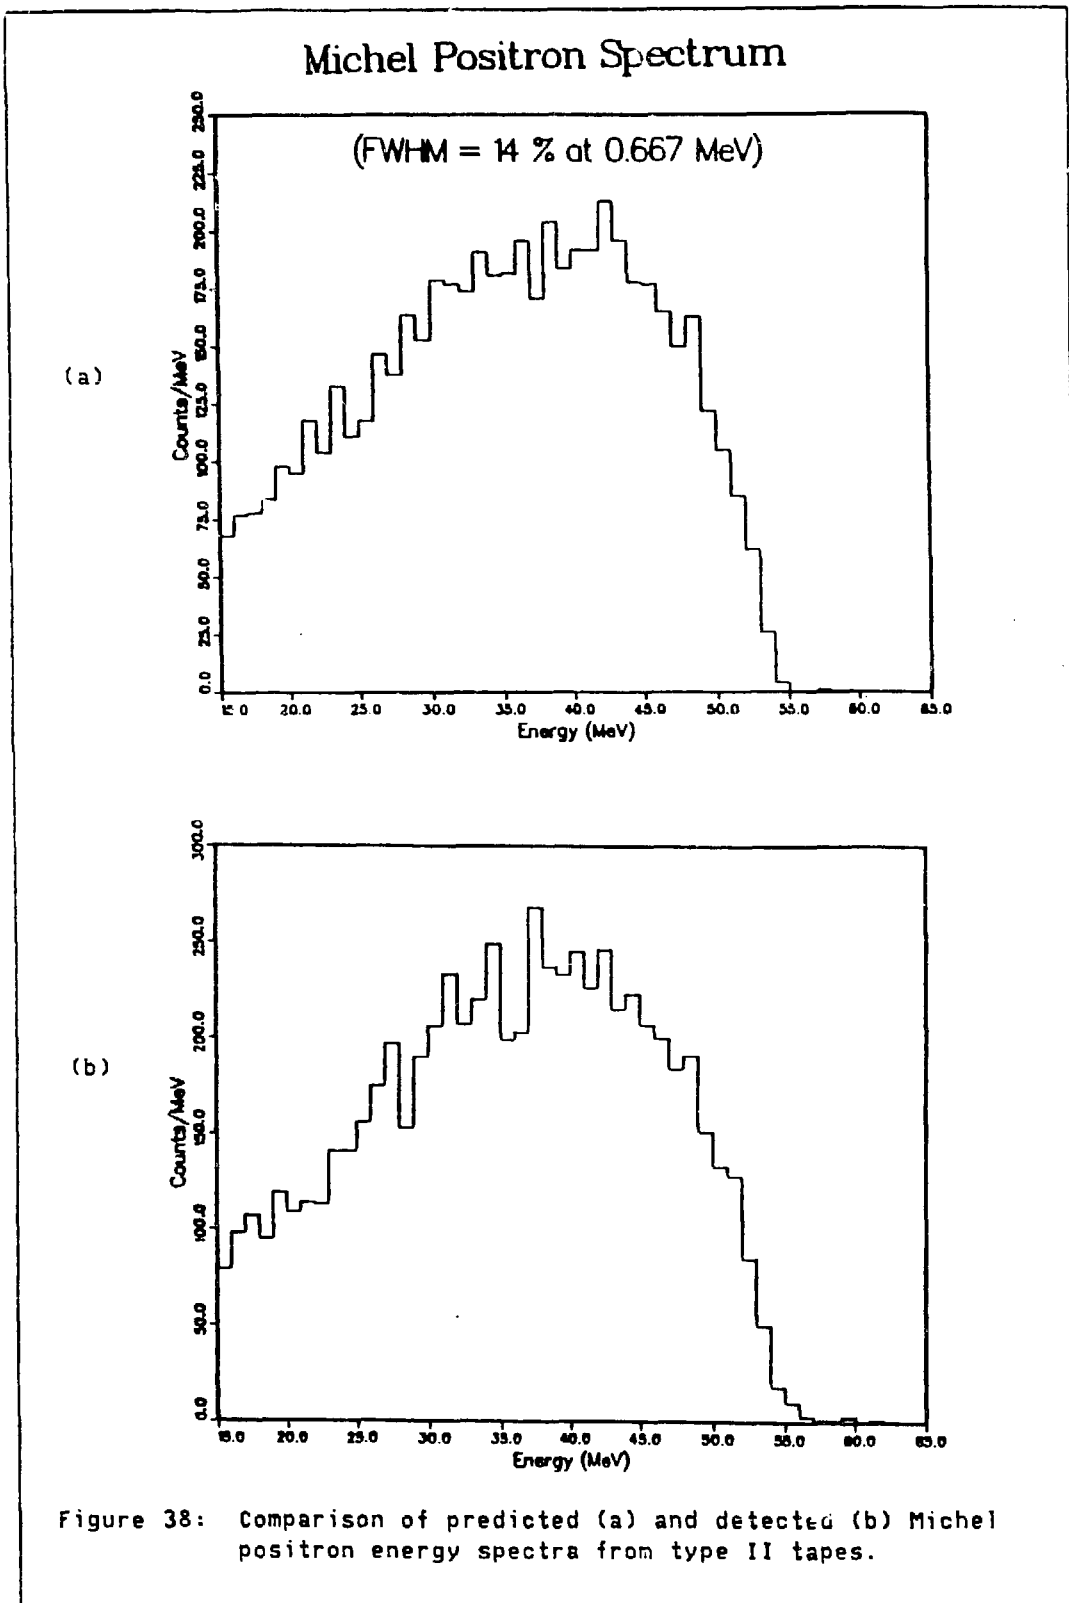 Michel Positron Spectrum
(FWHM = 14 % at 0.667 MeV)
(a)
Counts/MeV
250.0
225.0
200.0
175.0
150.0
125.0
100.0
75.0
50.0
25.0
0.0
15.0 20.0 25.0 30.0 35.0 40.0 45.0 50.0 55.0 60.0 65.0
Energy (MeV)
(b)
Counts/MeV
300.0
250.0
200.0
150.0
100.0
50.0
0.0
15.0 20.0 25.0 30.0 35.0 40.0 45.0 50.0 55.0 60.0 65.0
Energy (MeV)
Figure 38: Comparison of predicted (a) and detected (b) Michel
positron energy spectra from type II tapes.